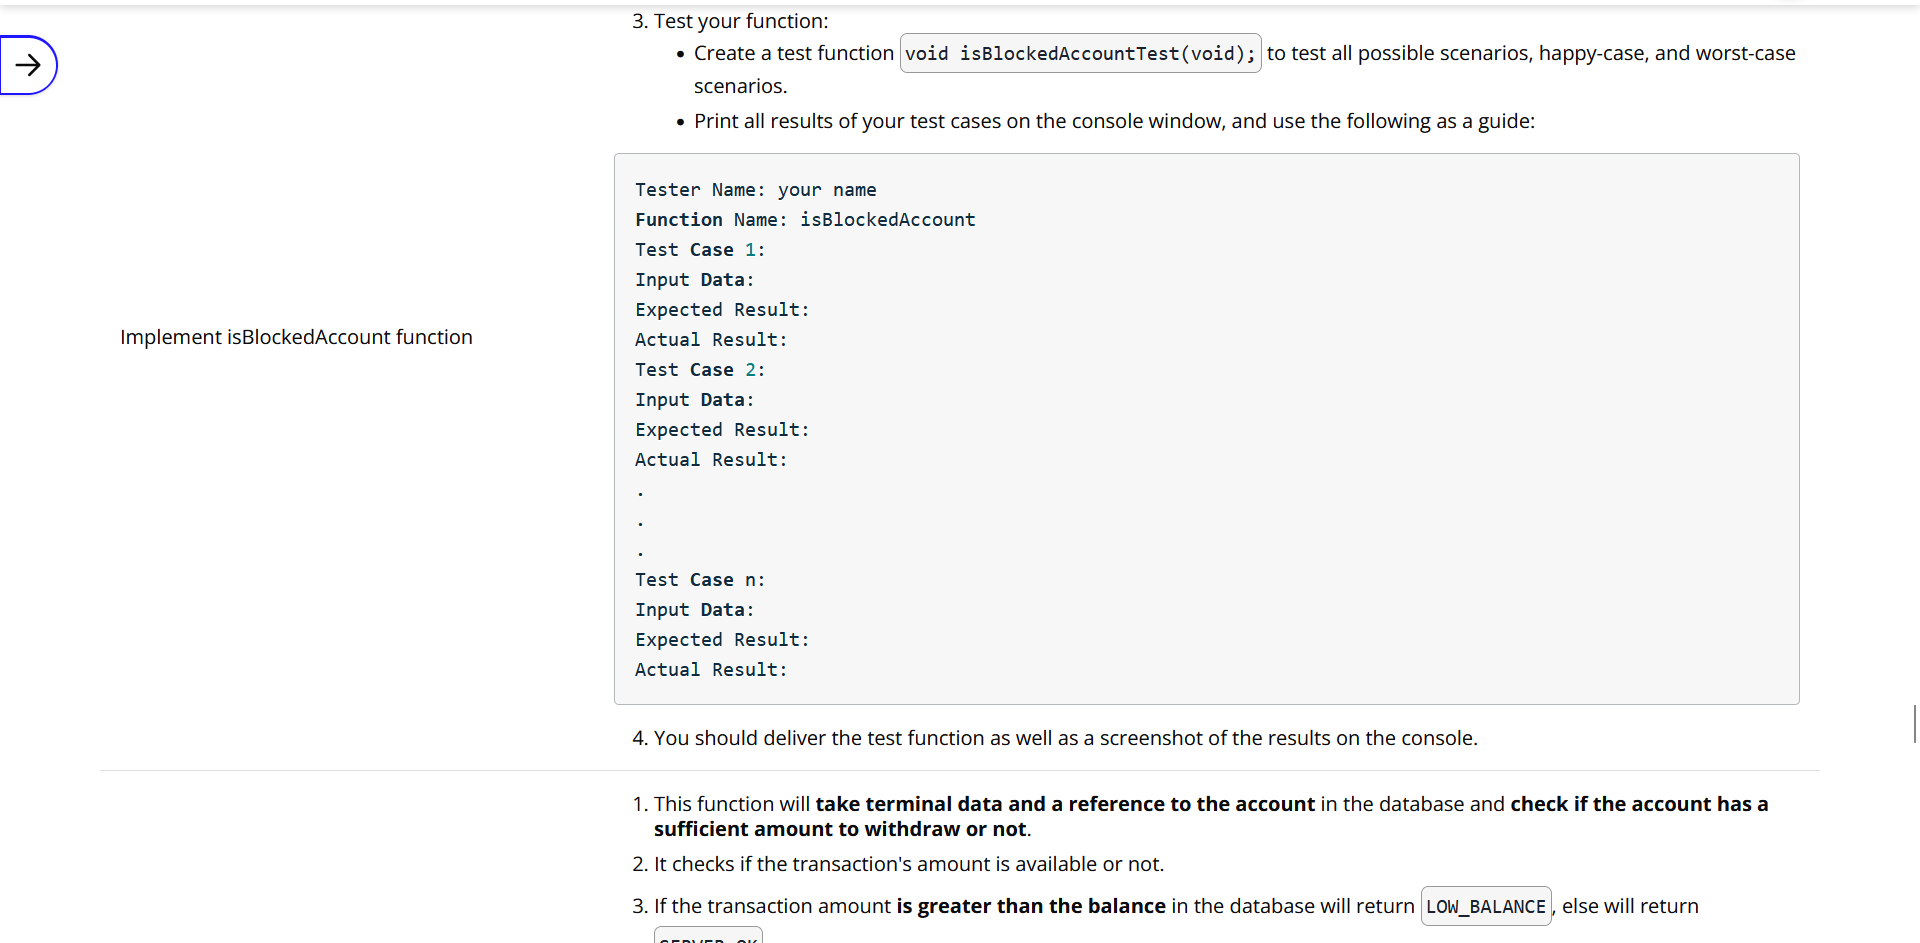 3. Test your function:
• Create a test function void isBlockedAccountTest(void); to test all possible scenarios, happy-case, and worst-case
scenarios.
• Print all results of your test cases on the console window, and use the following as a guide:
Tester Name: your name
Function Name: isBlockedAccount
Test Case 1:
Input Data:
Expected Result:
Actual Result:
Test Case 2:
Input Data:
Expected Result:
Actual Result:
.
.
.
Test Case n:
Input Data:
Expected Result:
Actual Result:
Implement isBlockedAccount function
4. You should deliver the test function as well as a screenshot of the results on the console.
1. This function will take terminal data and a reference to the account in the database and check if the account has a
sufficient amount to withdraw or not.
2. It checks if the transaction's amount is available or not.
3. If the transaction amount is greater than the balance in the database will return LOW_BALANCE, else will return